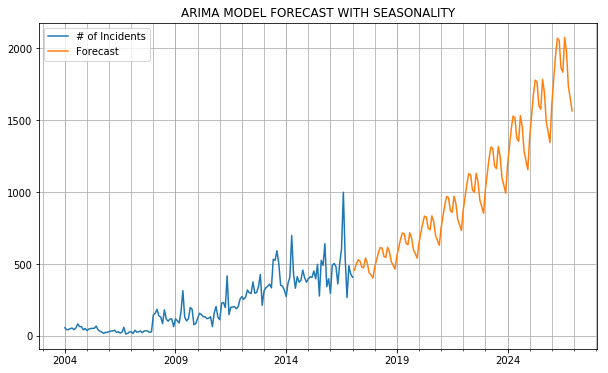 ARIMA MODEL FORECAST WITH SEASONALITY
# of Incidents
Forecast
2000
1500
1000
500
0
2004 2009 2014 2019 2024